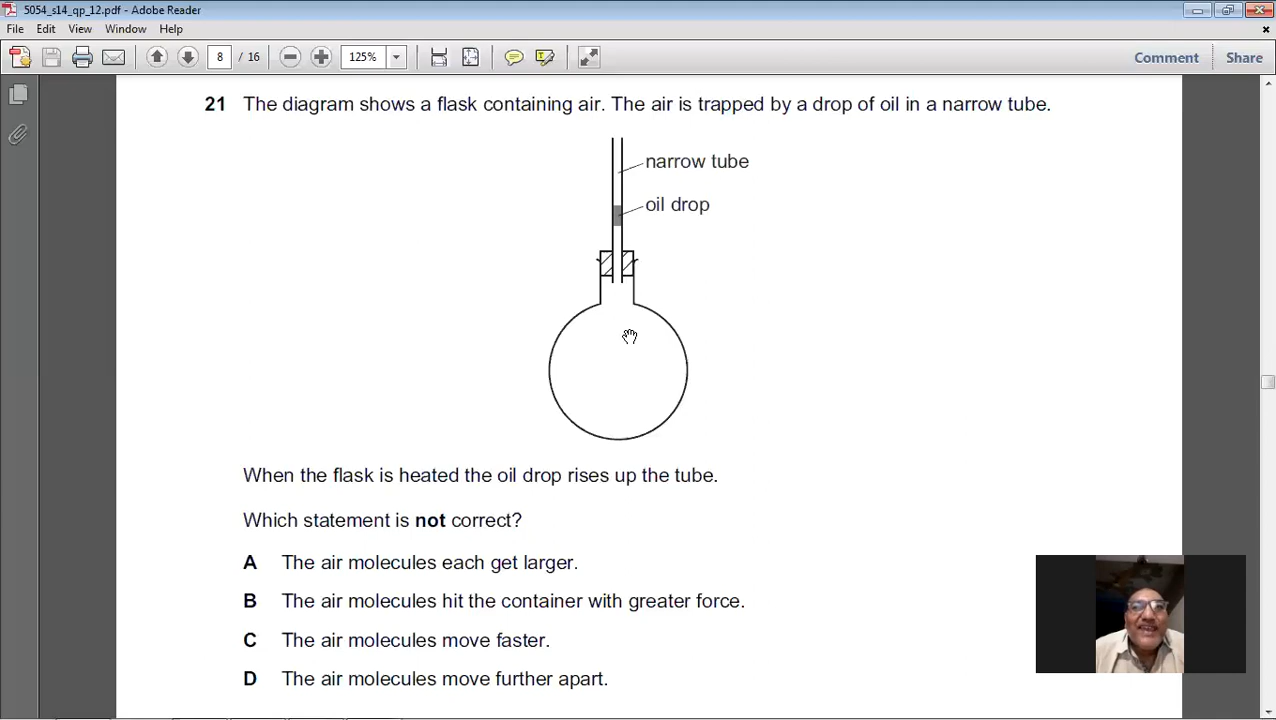 5054_s14_qp_12.pdf - Adobe Reader
File Edit View Window Help
8 / 16 125% Comment Share
21 The diagram shows a flask containing air. The air is trapped by a drop of oil in a narrow tube.
narrow tube
oil drop
When the flask is heated the oil drop rises up the tube.
Which statement is not correct?
A The air molecules each get larger.
B The air molecules hit the container with greater force.
C The air molecules move faster.
D The air molecules move further apart.